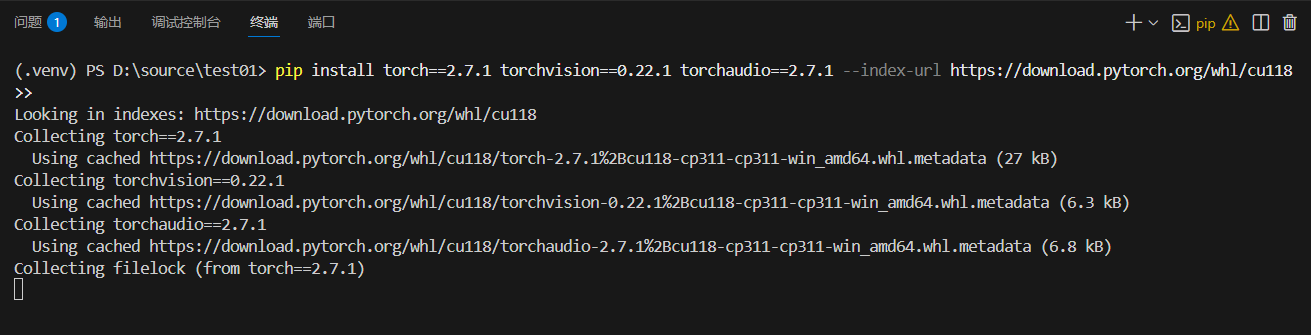 问题 1 输出 调试控制台 终端 端口 pip
(.venv) PS D:\source\test01> pip install torch==2.7.1 torchvision==0.22.1 torchaudio==2.7.1 --index-url https://download.pytorch.org/whl/cu118
>>
Looking in indexes: https://download.pytorch.org/whl/cu118
Collecting torch==2.7.1
  Using cached https://download.pytorch.org/whl/cu118/torch-2.7.1%2Bcu118-cp311-cp311-win_amd64.whl.metadata (27 kB)
Collecting torchvision==0.22.1
  Using cached https://download.pytorch.org/whl/cu118/torchvision-0.22.1%2Bcu118-cp311-cp311-win_amd64.whl.metadata (6.3 kB)
Collecting torchaudio==2.7.1
  Using cached https://download.pytorch.org/whl/cu118/torchaudio-2.7.1%2Bcu118-cp311-cp311-win_amd64.whl.metadata (6.8 kB)
Collecting filelock (from torch==2.7.1)